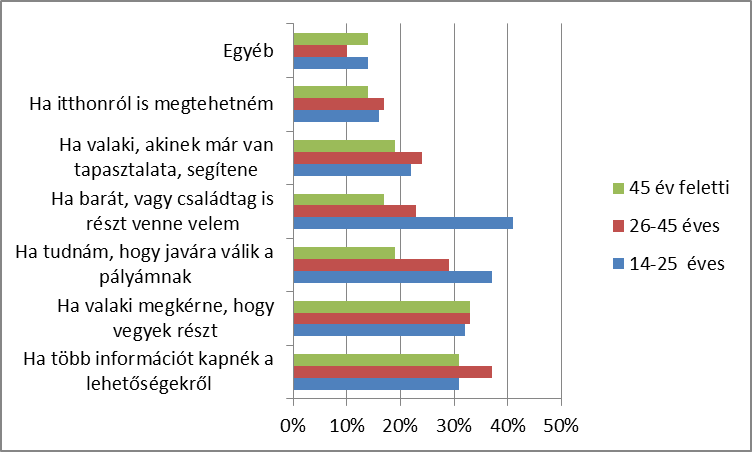 Egyéb
Ha itthonról is megtehetném
Ha valaki, akinek már van
tapasztalata, segítene
Ha barát, vagy családtag is
részt venne velem
Ha tudnám, hogy javára válik a
pályámnak
Ha valaki megkérne, hogy
vegyek részt
Ha több információt kapnék a
lehetőségekről
0% 10% 20% 30% 40% 50%
45 év feletti
26-45 éves
14-25 éves